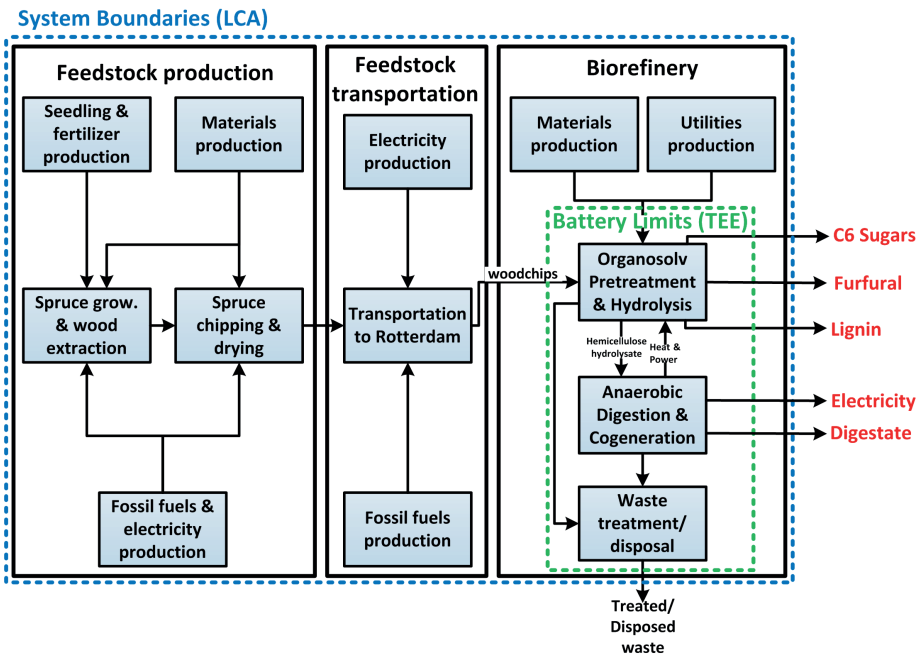 System Boundaries (LCA)
Feedstock production
Seedling &
fertilizer
production
Materials
production
Spruce grow.
& wood
extraction
Spruce
chipping &
drying
Fossil fuels &
electricity
production
Feedstock
transportation
Electricity
production
Transportation
to Rotterdam
Fossil fuels
production
woodchips
Biorefinery
Materials
production
Utilities
production
Battery Limits (TEE)
Organosolv
Pretreatment
& Hydrolysis
Hemicellulose
hydrolysate
Heat &
Power
Anaerobic
Digestion &
Cogeneration
Waste
treatment/
disposal
C6 Sugars
Furfural
Lignin
Electricity
Digestate
Treated/
Disposed
waste